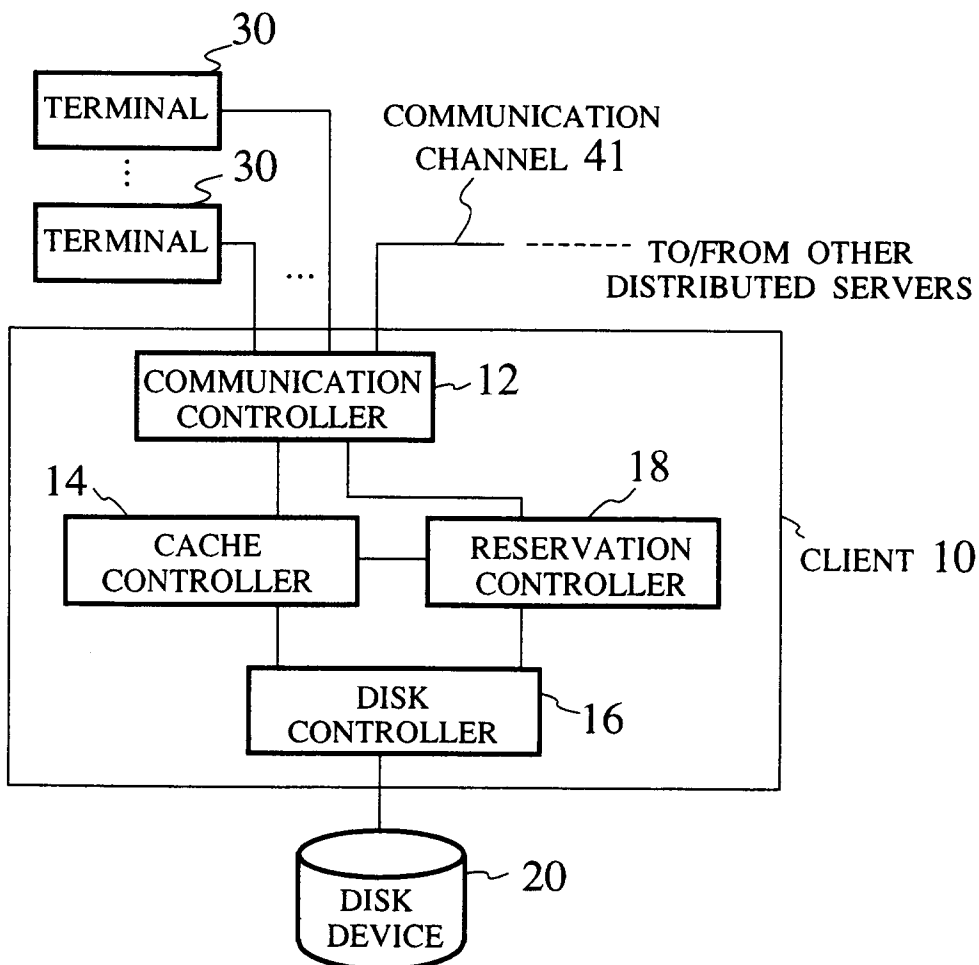 30
TERMINAL
30
TERMINAL
COMMUNICATION
CHANNEL 41
TO/FROM OTHER
DISTRIBUTED SERVERS
COMMUNICATION
CONTROLLER
12
14
CACHE
CONTROLLER
18
RESERVATION
CONTROLLER
CLIENT 10
DISK
CONTROLLER
16
DISK
DEVICE
20